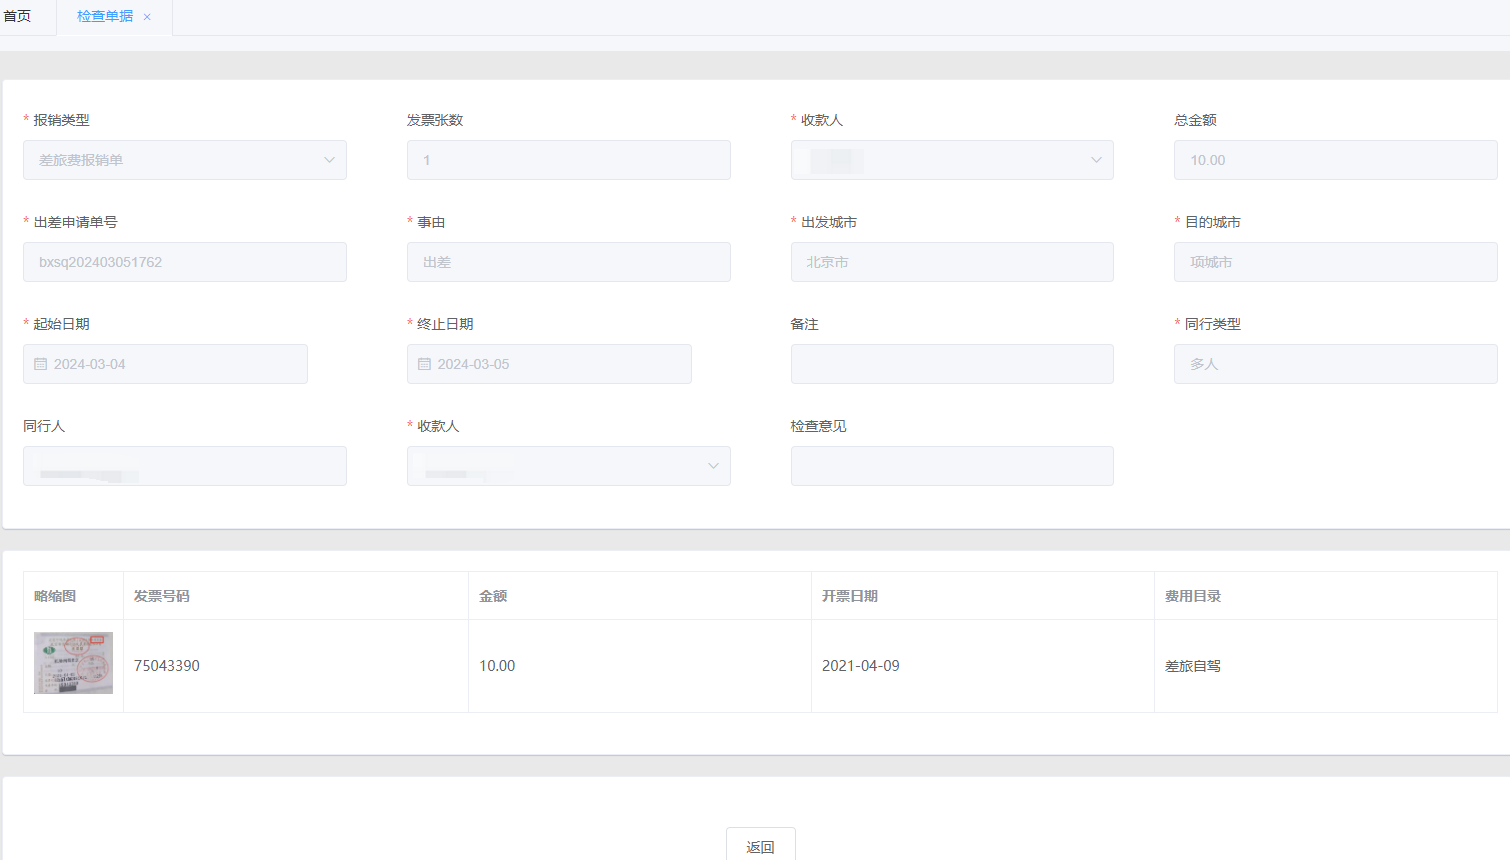 首页 检查单据 ×
* 报销类型 发票张数 * 收款人 总金额
差旅费报销单 1 10.00
* 出差申请单号 * 事由 * 出发城市 * 目的城市
bxsq202403051762 出差 北京市 项城市
* 起始日期 * 终止日期 备注 * 同行类型
2024-03-04 2024-03-05 多人
同行人 * 收款人 检查意见
略缩图 发票号码 金额 开票日期 费用目录
75043390 10.00 2021-04-09 差旅自驾
返回